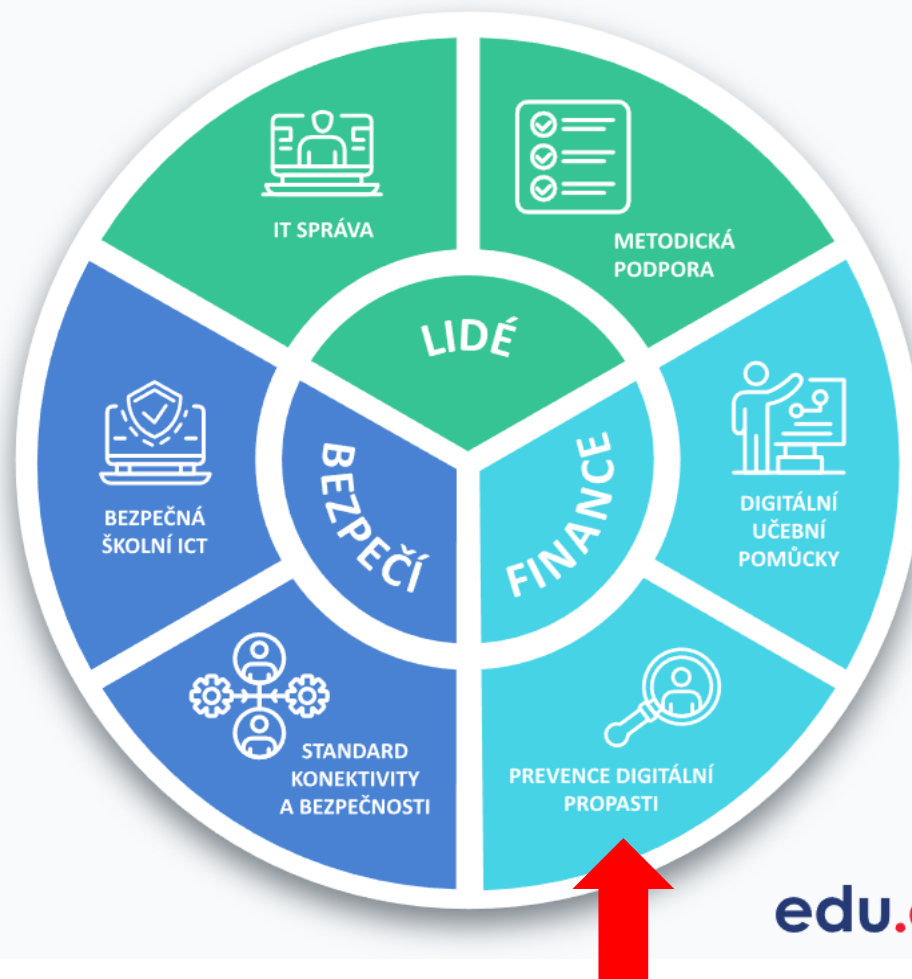 IT SPRÁVA
METODICKÁ
PODPORA
LIDÉ
BEZPEČÍ
FINANCE
BEZPEČNÁ
ŠKOLNÍ ICT
DIGITÁLNÍ
UČEBNÍ
POMŮCKY
STANDARD
KONEKTIVITY
A BEZPEČNOSTI
PREVENCE DIGITÁLNÍ
PROPASTI
edu.